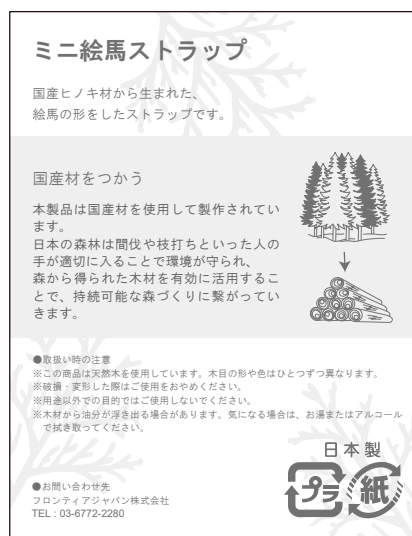 ミニ絵馬ストラップ
国産ヒノキ材から生まれた、
絵馬の形をしたストラップです。
国産材をつかう
本製品は国産材を使用して製作されてい
ます。
日本の森林は間伐や枝打ちといった人の
手が適切に入ることで環境が守られ、
森から得られた木材を有効に活用するこ
とで、持続可能な森づくりに繋がってい
きます。
●取扱い時の注意
※この商品は天然木を使用しています。木目の形や色はひとつずつ異なります。
※破損・変形した際はご使用をおやめください。
※用途以外での目的ではご使用しないでください。
※木材から油分が浮き出る場合があります。気になる場合は、お湯またはアルコール
で拭き取ってください。
日本製
プラ 紙
●お問い合わせ先
フロンティアジャパン株式会社
TEL : 03-6772-2280